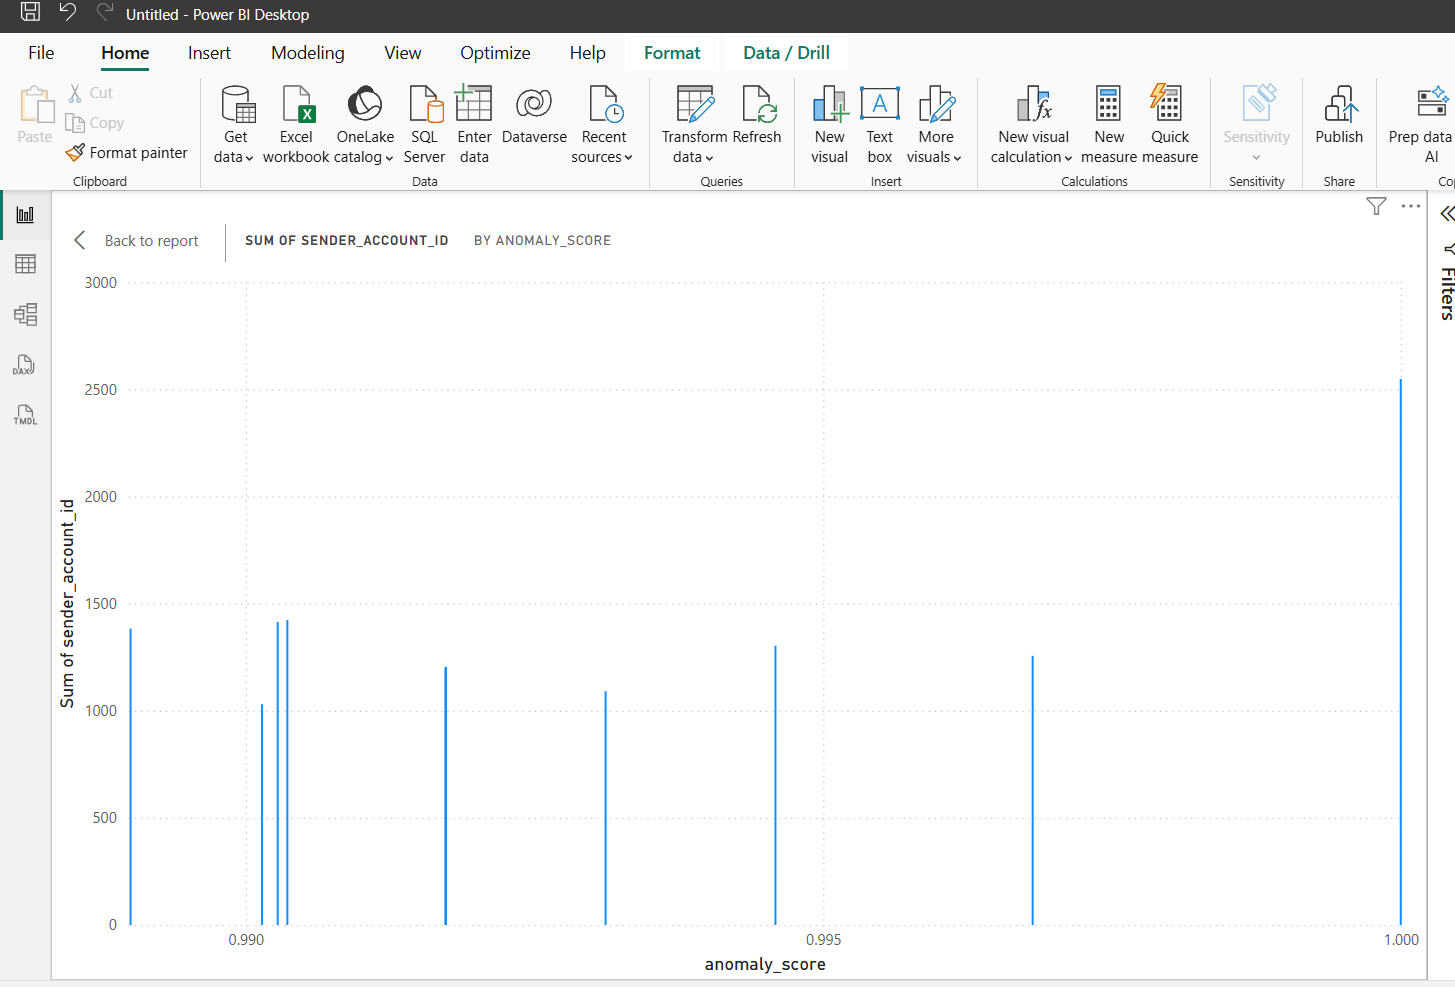 Untitled - Power BI Desktop
File Home Insert Modeling View Optimize Help Format Data / Drill
Paste
Cut
Copy
Format painter
Clipboard
Get data
Excel workbook
OneLake catalog
SQL Server
Enter data
Dataverse
Recent sources
Data
Transform data
Refresh
Queries
New visual
Text box
More visuals
Insert
New visual calculation
New measure
Quick measure
Calculations
Sensitivity
Sensitivity
Publish
Share
Prep data
AI
Cop
DAX
TMDL
Back to report
SUM OF SENDER_ACCOUNT_ID
BY ANOMALY_SCORE
Filters
3000
2500
2000
1500
1000
500
0
Sum of sender_account_id
0.990
0.995
1.000
anomaly_score